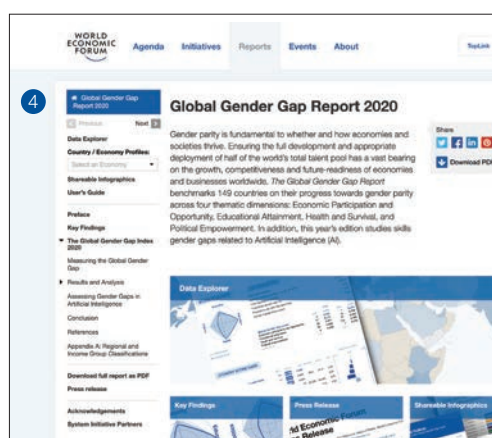 WORLD
ECONOMIC
FORUM
Agenda Initiatives Reports Events About
TopLink
4
Global Gender Gap
Report 2020
Previous Next
Data Explorer
Country / Economy Profiles:
Select an Economy
Shareable Infographics
User's Guide
Preface
Key Findings
The Global Gender Gap Index
2020
Measuring the Global Gender
Gap
Results and Analysis
Assessing Gender Gaps in
Artificial Intelligence
Conclusion
References
Appendix A: Regional and
Income Group Classifications
Download full report as PDF
Press release
Acknowledgements
System Initiative Partners
Global Gender Gap Report 2020
Gender parity is fundamental to whether and how economies and
societies thrive. Ensuring the full development and appropriate
deployment of half of the world's total talent pool has a vast bearing
on the growth, competitiveness and future-readiness of economies
and businesses worldwide. The Global Gender Gap Report
benchmarks 149 countries on their progress towards gender parity
across four thematic dimensions: Economic Participation and
Opportunity, Educational Attainment, Health and Survival, and
Political Empowerment. In addition, this year's edition studies skills
gender gaps related to Artificial Intelligence (AI).
Share
Download PDF
Data Explorer
Key Findings
Press Release
Shareable Infographics